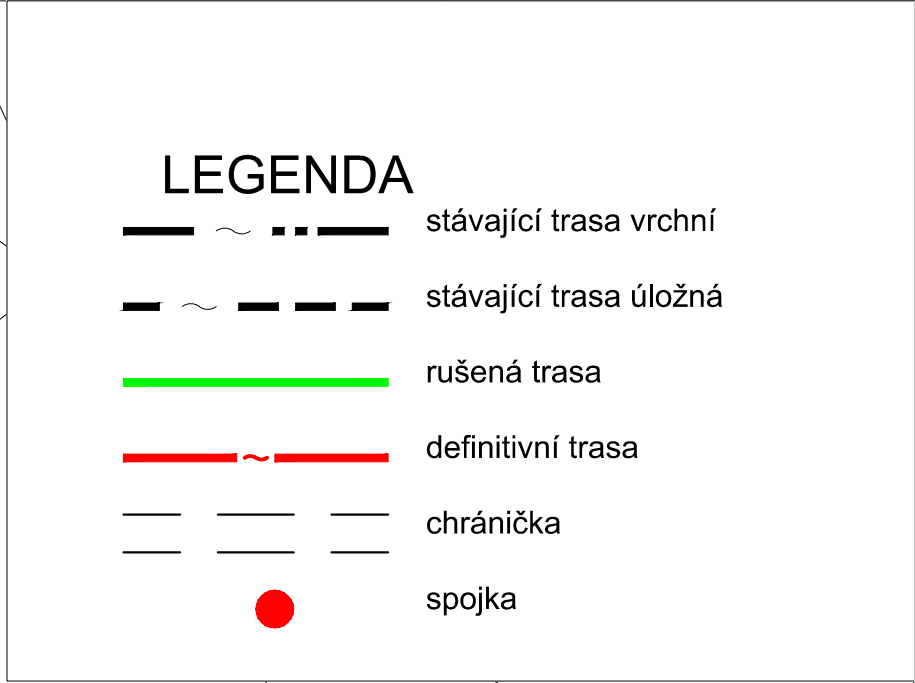 LEGENDA
stávající trasa vrchní
stávající trasa úložná
rušená trasa
definitivní trasa
chránička
spojka